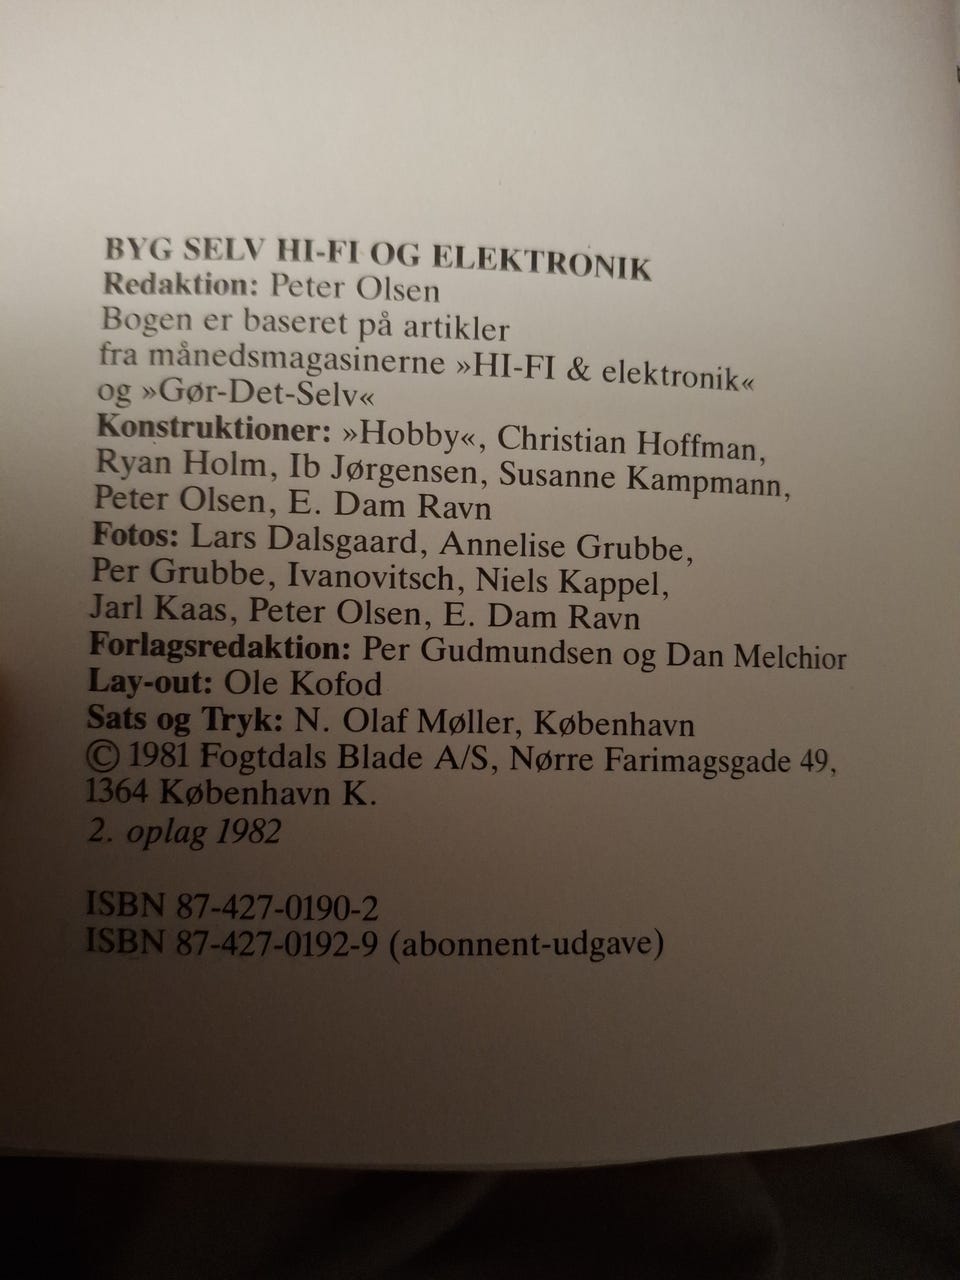 BYG SELV HI-FI OG ELEKTRONIK
Redaktion: Peter Olsen
Bogen er baseret på artikler
fra månedsmagasinerne »HI-FI & elektronik«
og »Gør-Det-Selv«
Konstruktioner: »Hobby«, Christian Hoffman,
Ryan Holm, Ib Jørgensen, Susanne Kampmann,
Peter Olsen, E. Dam Ravn
Fotos: Lars Dalsgaard, Annelise Grubbe,
Per Grubbe, Ivanovitsch, Niels Kappel,
Jarl Kaas, Peter Olsen, E. Dam Ravn
Forlagsredaktion: Per Gudmundsen og Dan Melchior
Lay-out: Ole Kofod
Sats og Tryk: N. Olaf Møller, København
© 1981 Fogtdals Blade A/S, Nørre Farimagsgade 49,
1364 København K.
2. oplag 1982
ISBN 87-427-0190-2
ISBN 87-427-0192-9 (abonnent-udgave)